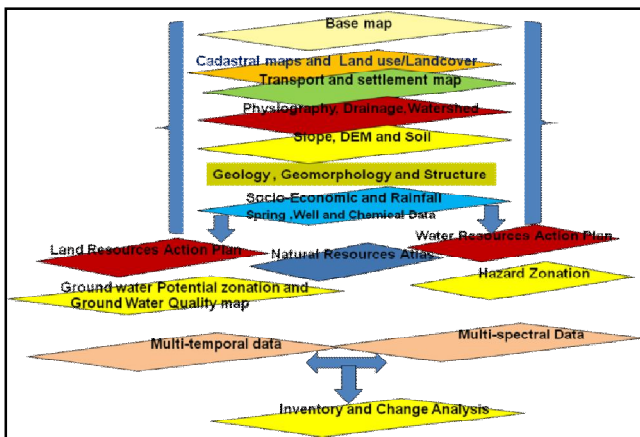 Base map
Cadastral maps and Land use/Landcover
Transport and settlement map
Physiography, Drainage,Watershed
Slope, DEM and Soil
Geology , Geomorphology and Structure
Socio-Economic and Rainfall
Spring ,Well and Chemical Data
Land Resources Action Plan
Natural Resources Atlas
Water Resources Action Plan
Ground water Potential zonation and
Ground Water Quality map
Hazard Zonation
Multi-temporal data
Multi-spectral Data
Inventory and Change Analysis